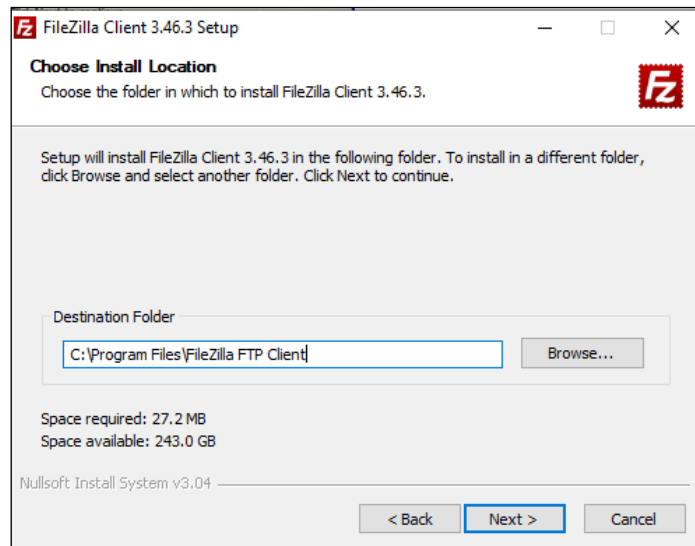 FileZilla Client 3.46.3 Setup
Choose Install Location
Choose the folder in which to install FileZilla Client 3.46.3.
Fz
Setup will install FileZilla Client 3.46.3 in the following folder. To install in a different folder,
click Browse and select another folder. Click Next to continue.
Destination Folder
C:\Program Files\FileZilla FTP Client
Browse...
Space required: 27.2 MB
Space available: 243.0 GB
Nullsoft Install System v3.04
< Back
Next >
Cancel